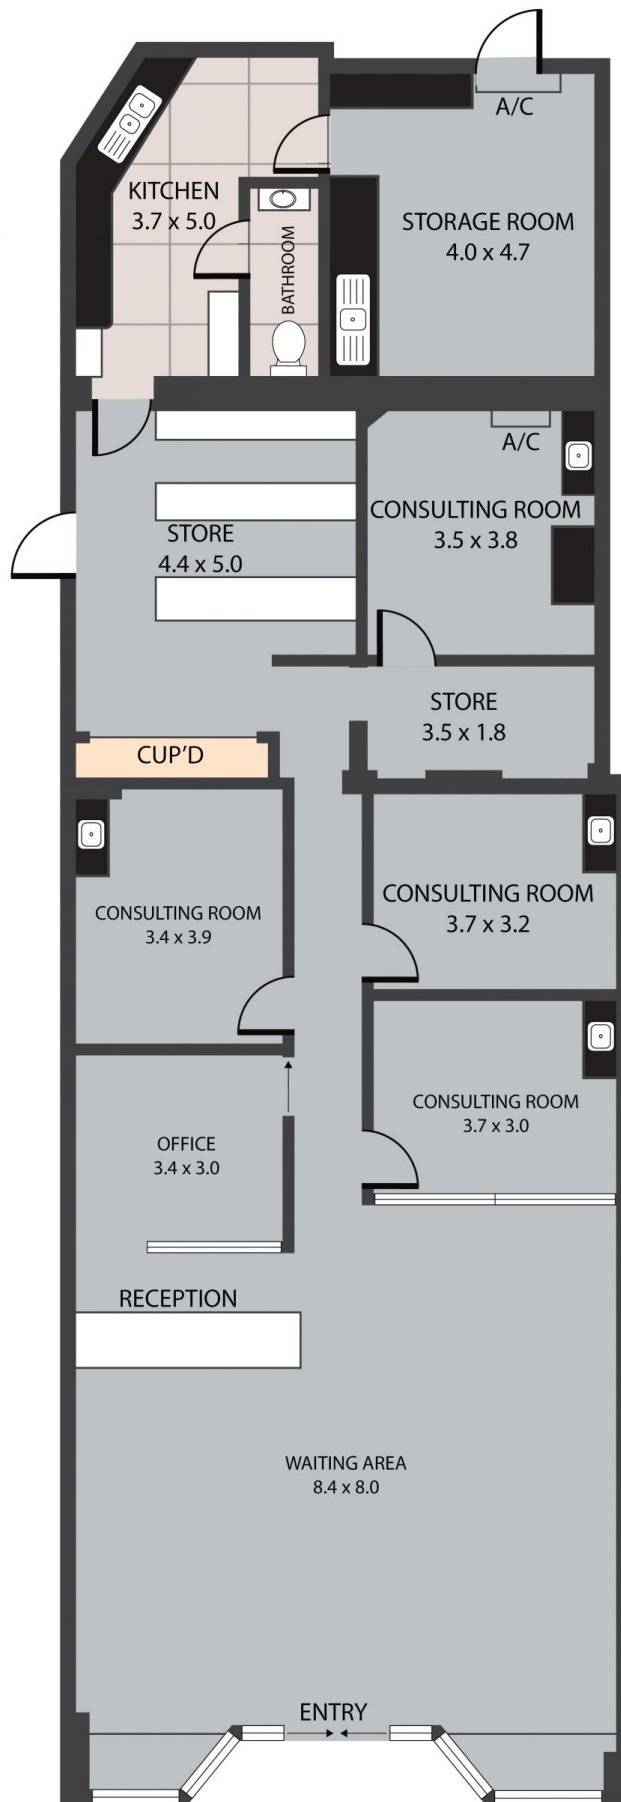 A/C
KITCHEN
3.7 x 5.0
STORAGE ROOM
4.0 x 4.7
BATHROOM
A/C
STORE
4.4 x 5.0
CONSULTING ROOM
3.5 x 3.8
STORE
3.5 x 1.8
CUP'D
CONSULTING ROOM
3.4 x 3.9
CONSULTING ROOM
3.7 x 3.2
CONSULTING ROOM
3.7 x 3.0
OFFICE
3.4 x 3.0
RECEPTION
WAITING AREA
8.4 x 8.0
ENTRY